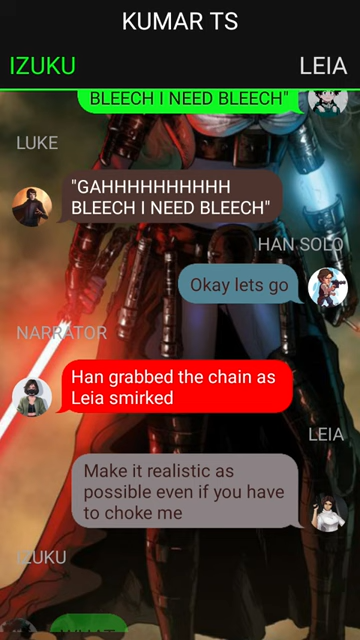 KUMAR TS
IZUKU
LEIA
BLEECH I NEED BLEECH"
LUKE
"GAHHHHHHHHHHH
BLEECH I NEED BLEECH"
HAN SOLO
Okay lets go
NARRATOR
Han grabbed the chain as
Leia smirked
LEIA
Make it realistic as
possible even if you have
to choke me
IZUKU